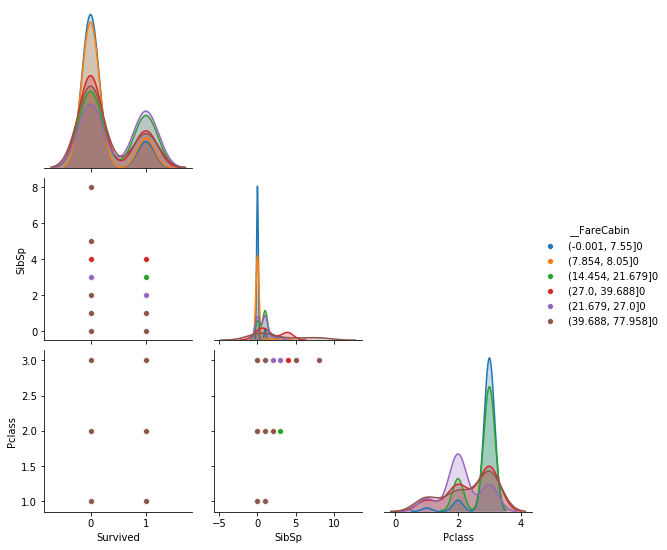 8
6
SibSp
4
2
0
__FareCabin
(-0.001, 7.55]0
(7.854, 8.05]0
(14.454, 21.679]0
(27.0, 39.688]0
(21.679, 27.0]0
(39.688, 77.958]0
3.0
2.5
Pclass
2.0
1.5
1.0
0 1
−5 0 5 10
0 2 4
Survived
SibSp
Pclass